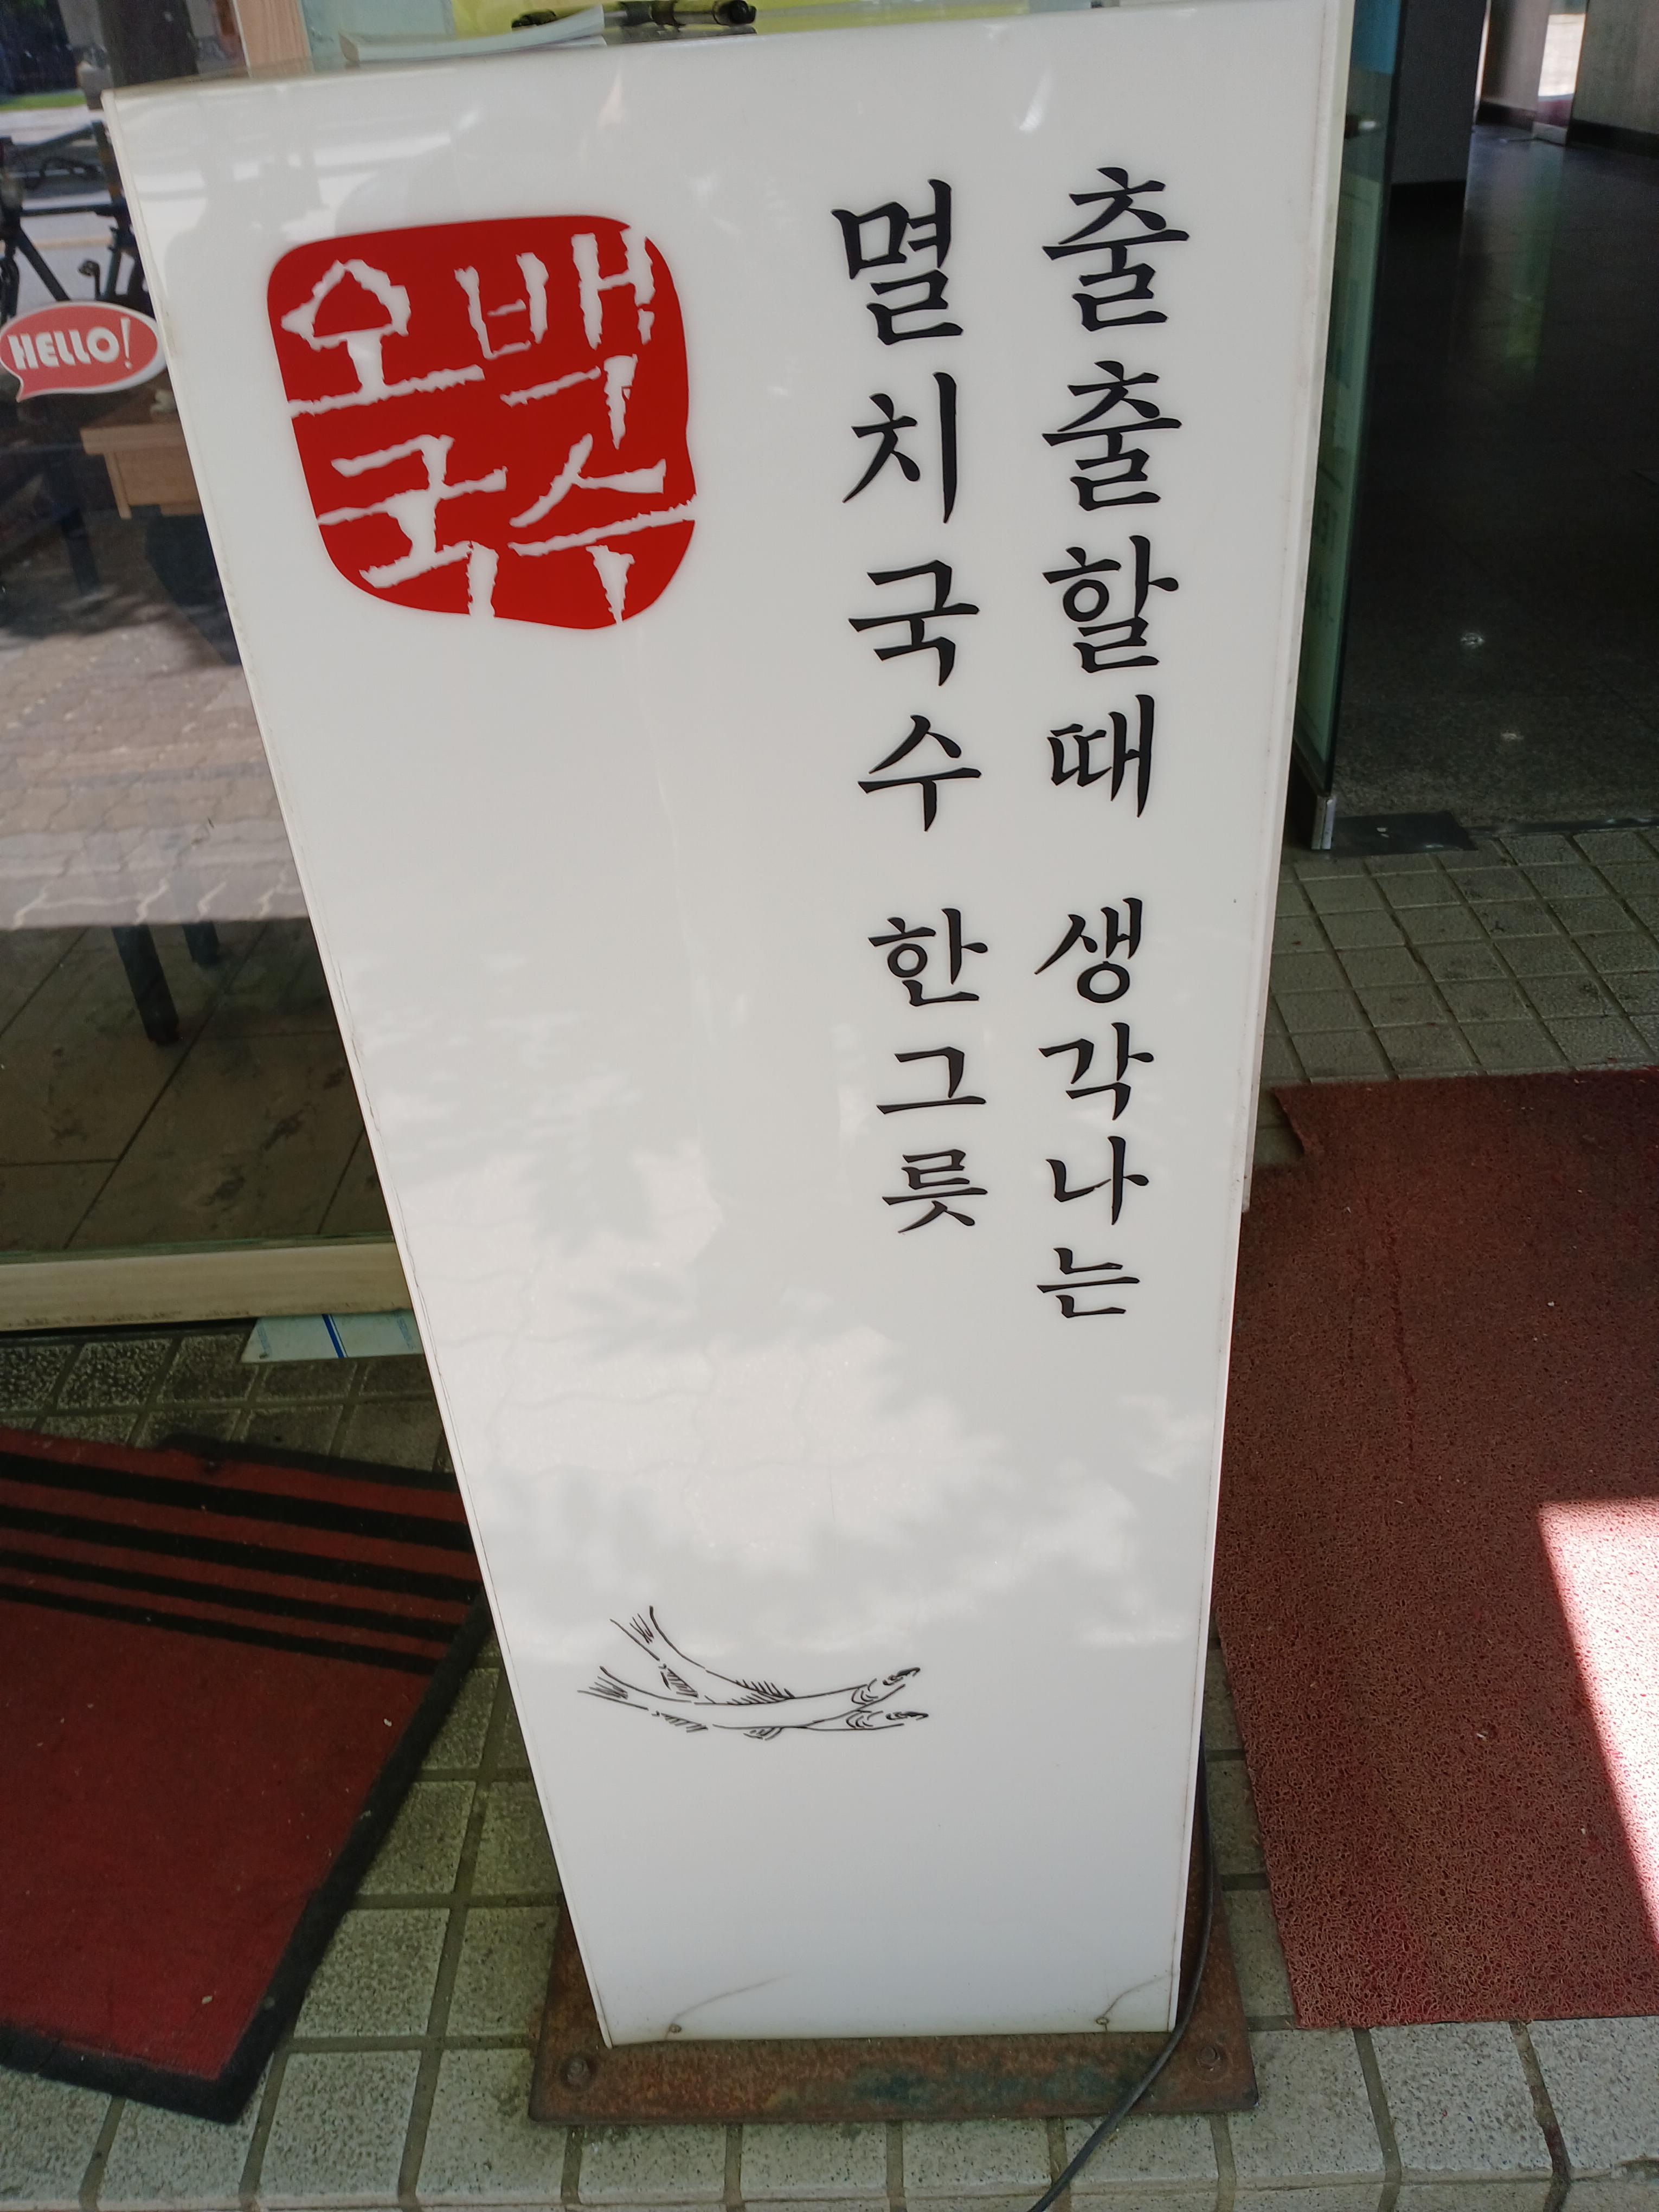 오백
국수
출출할때 생각나는
멸치국수 한그릇
HELLO!